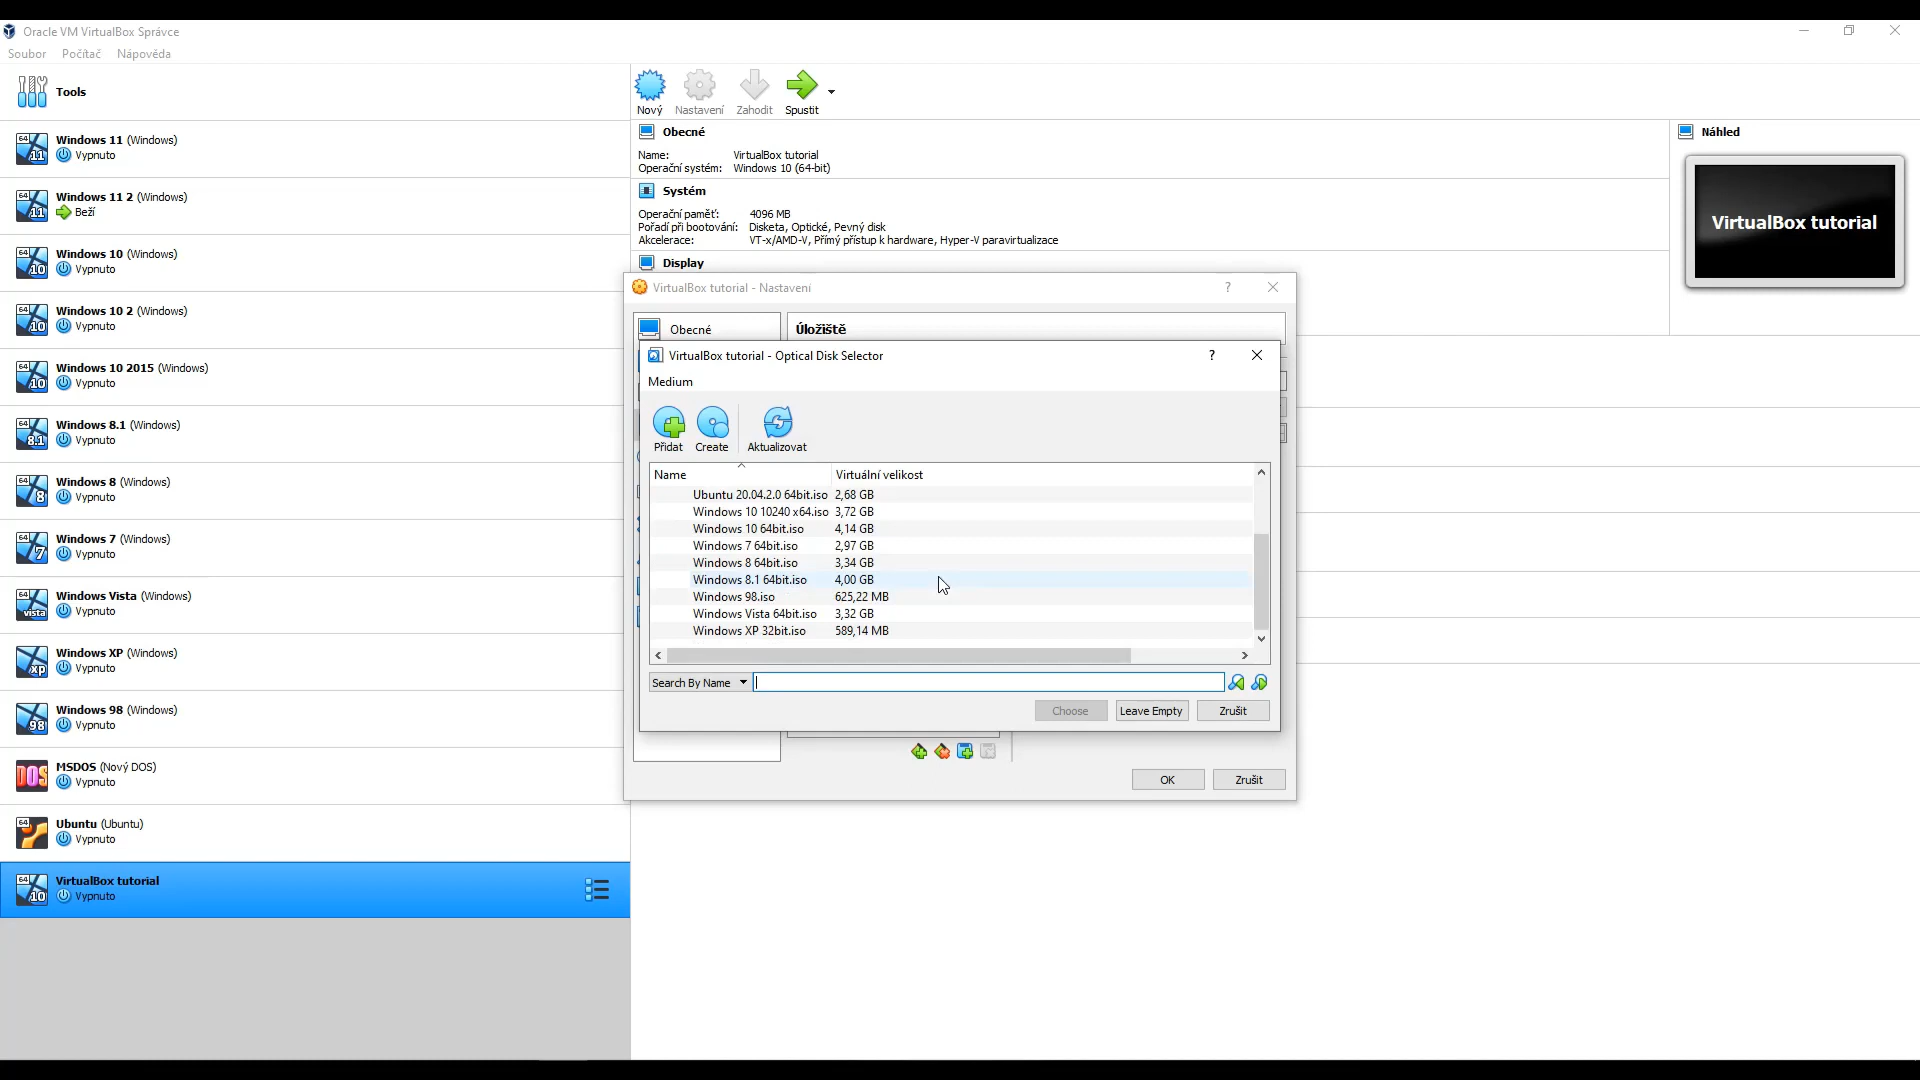 Oracle VM VirtualBox Správce
Soubor Počítač Nápověda
Tools
Windows 11 (Windows)
Vypnuto
Windows 11 2 (Windows)
Beží
Windows 10 (Windows)
Vypnuto
Windows 10 2 (Windows)
Vypnuto
Windows 10 2015 (Windows)
Vypnuto
Windows 8.1 (Windows)
Vypnuto
Windows 8 (Windows)
Vypnuto
Windows 7 (Windows)
Vypnuto
Windows Vista (Windows)
Vypnuto
Windows XP (Windows)
Vypnuto
Windows 98 (Windows)
Vypnuto
MSDOS (Nový DOS)
Vypnuto
Ubuntu (Ubuntu)
Vypnuto
VirtualBox tutorial
Vypnuto
Nový Nastavení Zahodit Spustit
Obecné
Name: VirtualBox tutorial
Operační systém: Windows 10 (64-bit)
Systém
Operační paměť: 4096 MB
Pořadí při bootování: Disketa, Optické, Pevný disk
Akcelerace: VT-x/AMD-V, Přímý přístup k hardware, Hyper-V paravirtualizace
Display
Náhled
VirtualBox tutorial
VirtualBox tutorial - Nastavení
Obecné
Úložiště
VirtualBox tutorial - Optical Disk Selector
Medium
Přidat Create Aktualizovat
Name Virtuální velikost
Ubuntu 20.04.2.0 64bit.iso 2,68 GB
Windows 10 10240 x64.iso 3,72 GB
Windows 10 64bit.iso 4,14 GB
Windows 7 64bit.iso 2,97 GB
Windows 8 64bit.iso 3,34 GB
Windows 8.1 64bit.iso 4,00 GB
Windows 98.iso 625,22 MB
Windows Vista 64bit.iso 3,32 GB
Windows XP 32bit.iso 589,14 MB
Search By Name
Choose Leave Empty Zrušit
OK Zrušit